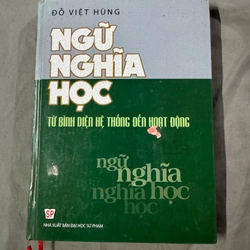 ĐỖ VIỆT HÙNG
NGỮ
NGHĨA
HỌC
TỪ BÌNH DIỆN HỆ THỐNG ĐẾN HOẠT ĐỘNG
ngữ
nghĩa
nghĩa học
học
SP
NHÀ XUẤT BẢN ĐẠI HỌC SƯ PHẠM